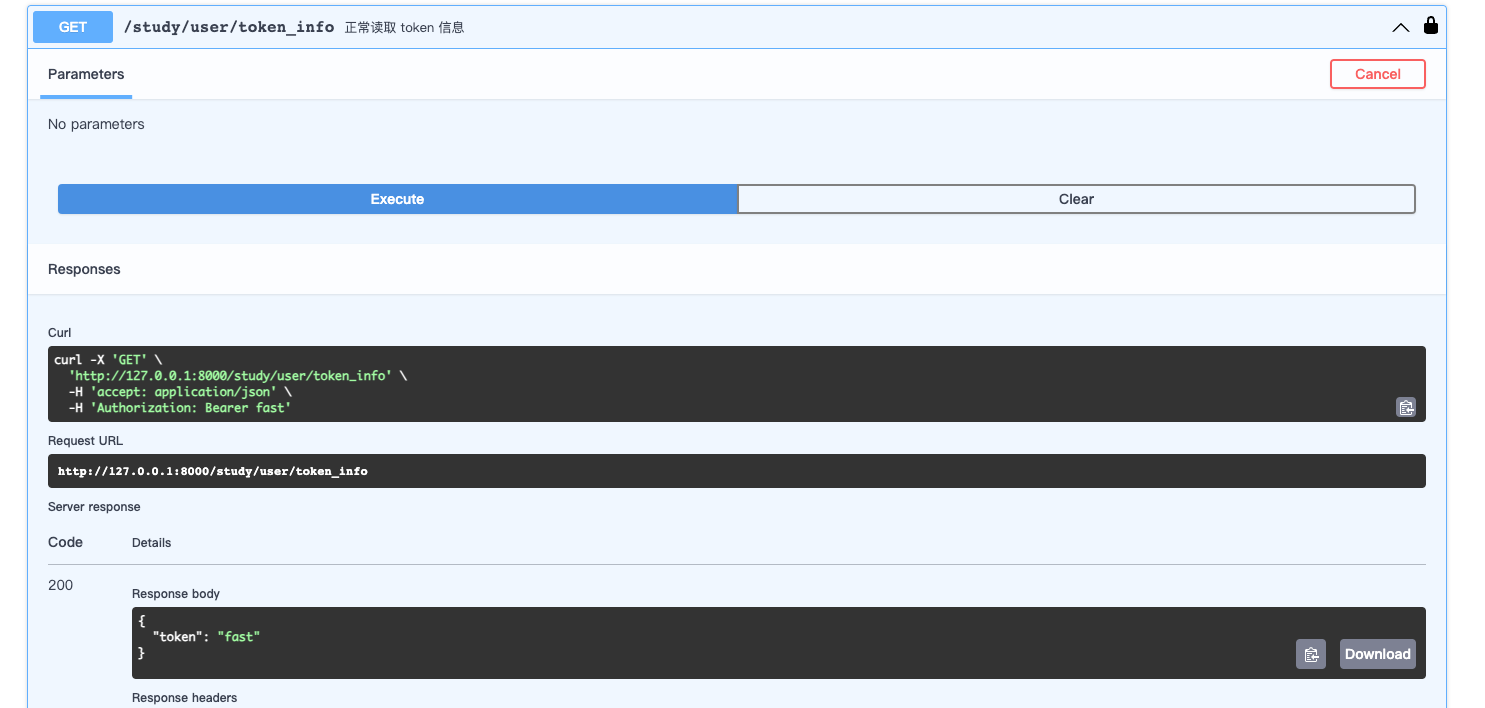 GET /study/user/token_info 正常读取 token 信息
Parameters Cancel
No parameters
Execute Clear
Responses
Curl
curl -X 'GET' \
  'http://127.0.0.1:8000/study/user/token_info' \
  -H 'accept: application/json' \
  -H 'Authorization: Bearer fast'
Request URL
http://127.0.0.1:8000/study/user/token_info
Server response
Code Details
200
Response body
{
  "token": "fast"
}
Download
Response headers